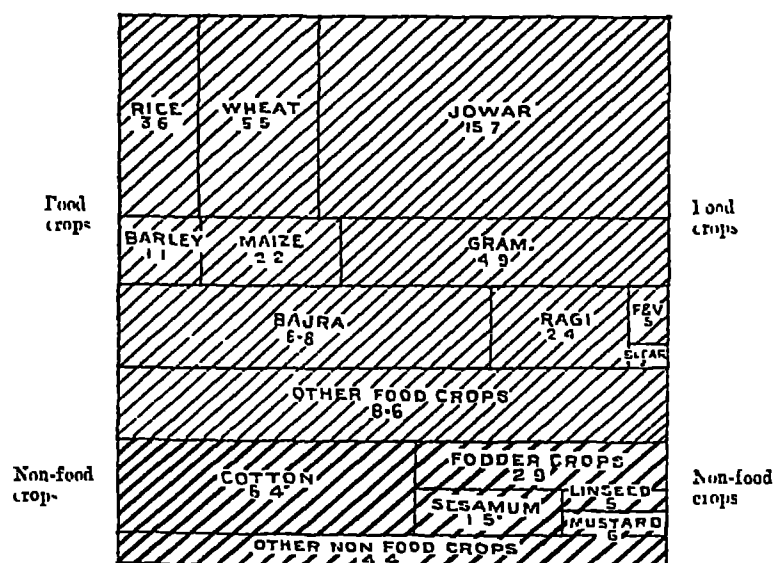 RICE
3 6
WHEAT
5 5
JOWAR
15 7
Food
crops
Food
crops
BARLEY
1 1
MAIZE
2 2
GRAM.
4 9
BAJRA
6·8
RAGI
2 4
F&V
5
OTHER FOOD CROPS
8·6
Non-food
crops
Non-food
crops
COTTON
6 4
FODDER CROPS
2 9
SESAMUM
1 5
LINSEED
5
MUSTARD
6
OTHER NON FOOD CROPS
4 4